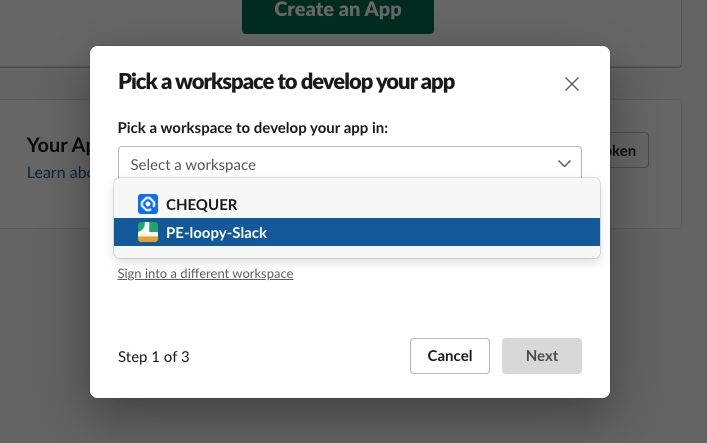 Create an App
Pick a workspace to develop your app
Pick a workspace to develop your app in:
Your Ap
oken
Select a workspace
Learn abo
CHEQUER
PE-loopy-Slack
Sign into a different workspace
Step 1 of 3
Cancel
Next